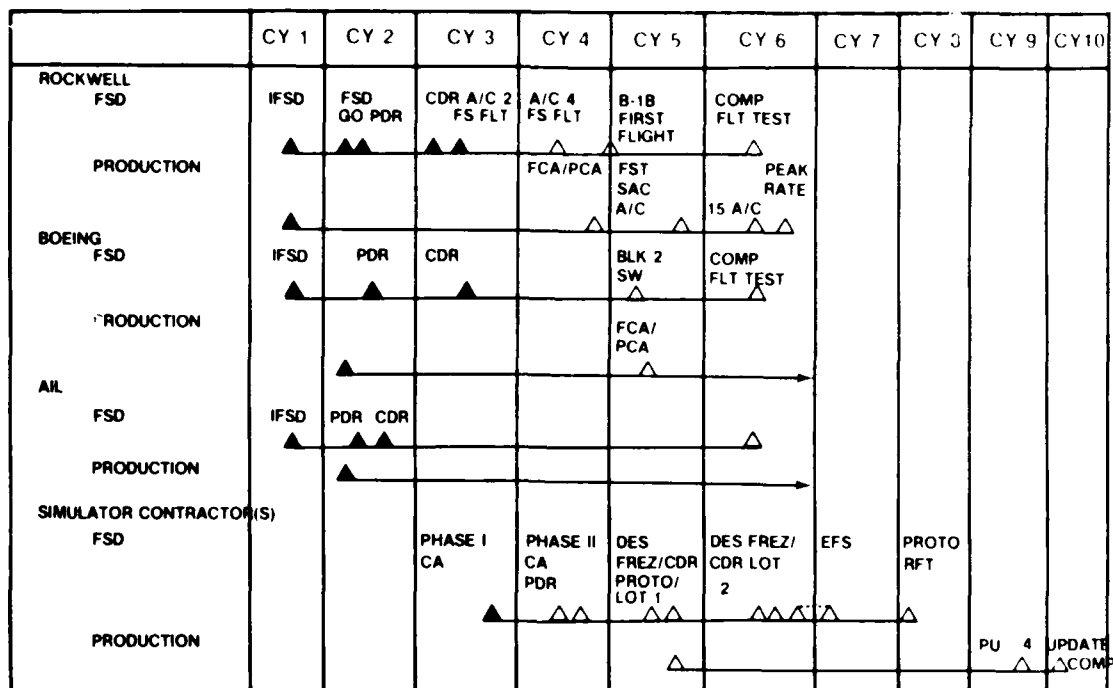 CY 1 CY 2 CY 3 CY 4 CY 5 CY 6 CY 7 CY 8 CY 9 CY10
ROCKWELL
FSD IFSD FSD CDR A/C 2 A/C 4 B-1B COMP
GO PDR FS FLT FS FLT FIRST FLT TEST
FLIGHT
PRODUCTION FCA/PCA FST PEAK
SAC RATE
A/C 15 A/C
BOEING
FSD IFSD PDR CDR BLK 2 COMP
SW FLT TEST
PRODUCTION FCA/
PCA
AIL
FSD IFSD PDR CDR
PRODUCTION
SIMULATOR CONTRACTOR(S)
FSD PHASE I PHASE II DES DES FREZ/ EFS PROTO
CA CA FREZ/CDR CDR LOT RFT
PDR PROTO/ 2
LOT 1
PRODUCTION PU 4 UPDATE
COMP